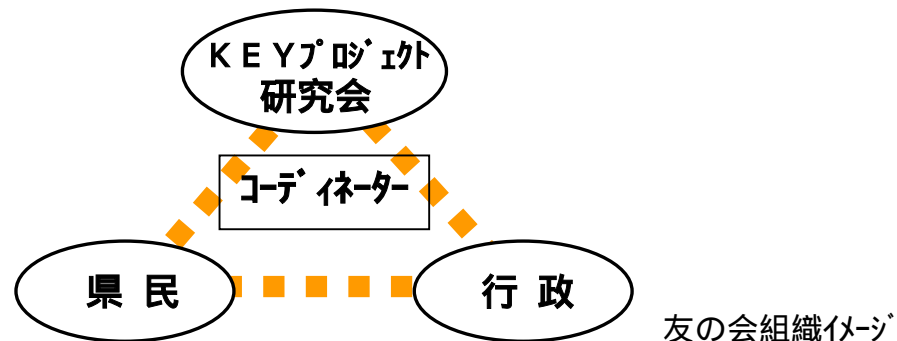 ＫＥＹﾌﾟﾛｼﾞｪｸﾄ
研究会
ｺｰﾃﾞｨﾈｰﾀｰ
県 民
行 政
友の会組織ｲﾒｰｼﾞ